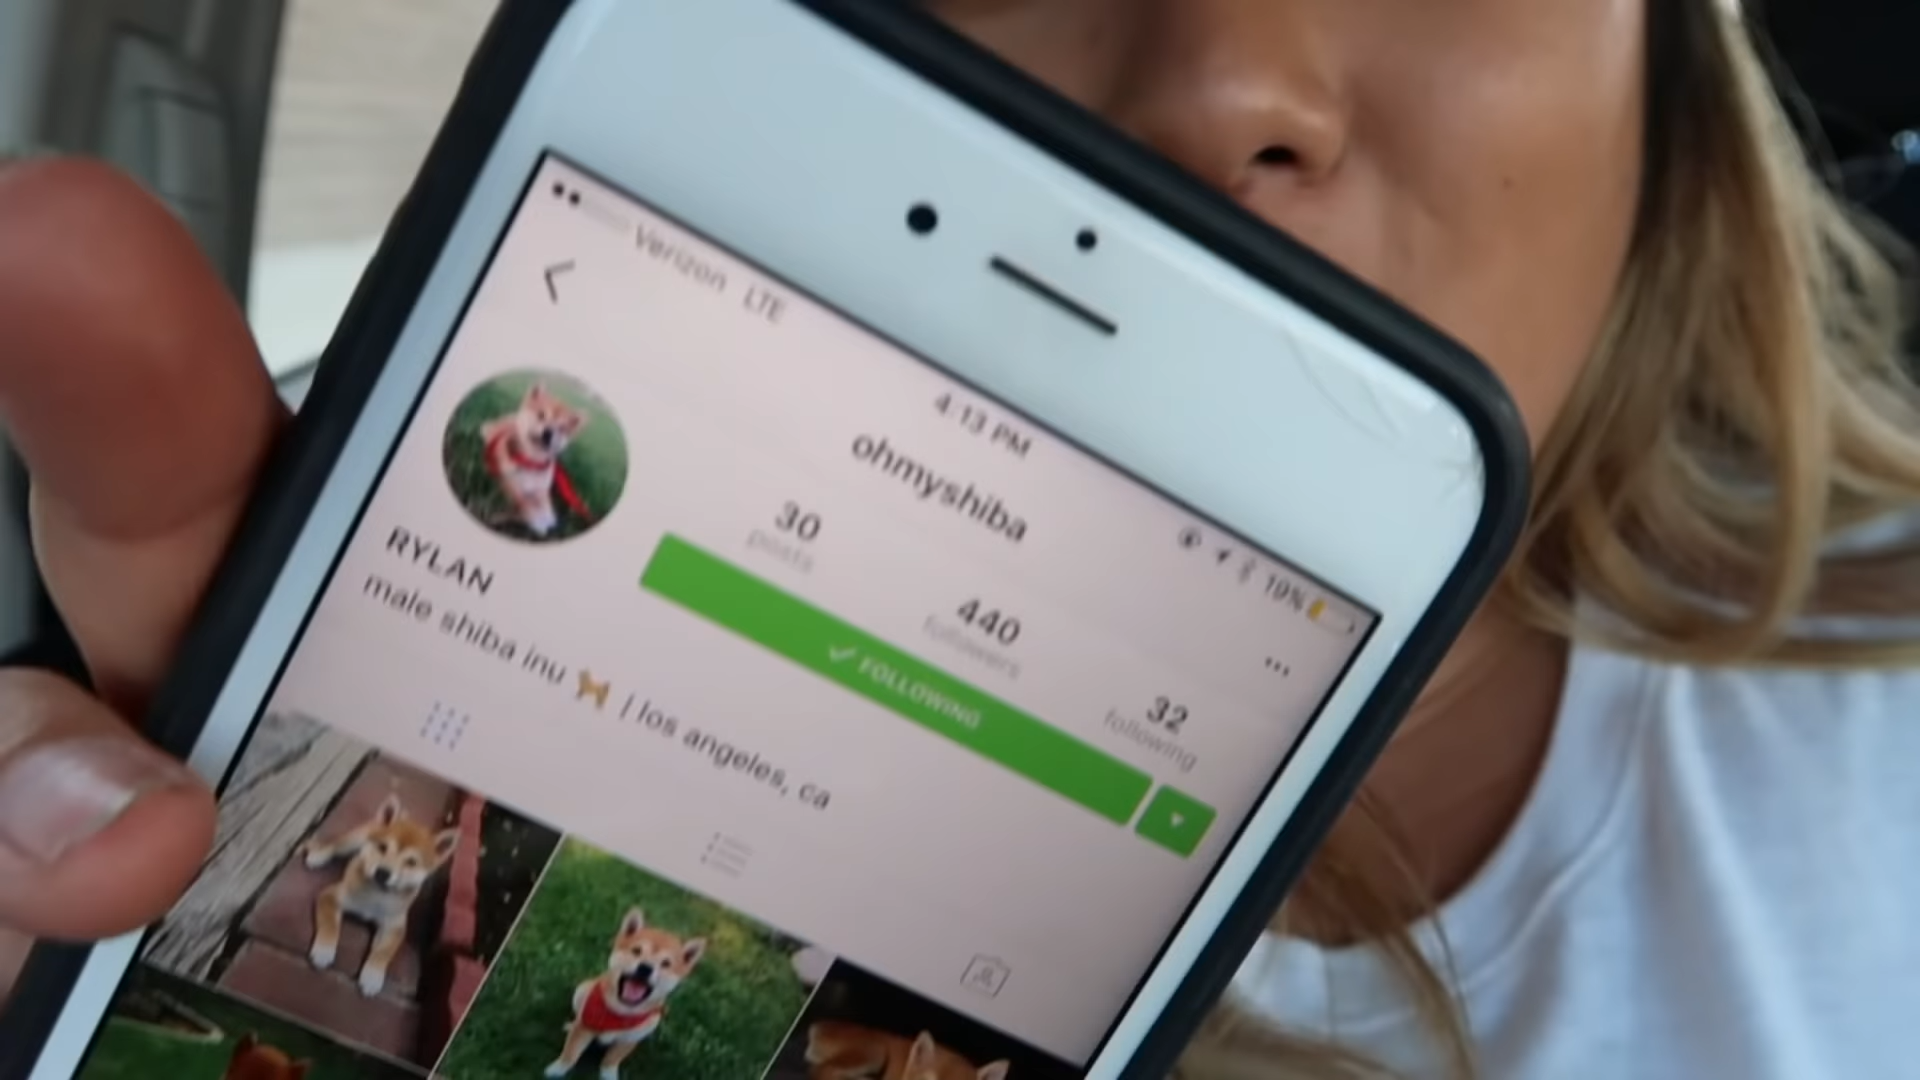 Verizon LTE
4:13 PM
19%
ohmyshiba
30
posts
440
followers
32
following
✓ FOLLOWING
RYLAN
male shiba inu 🐕 | los angeles, ca